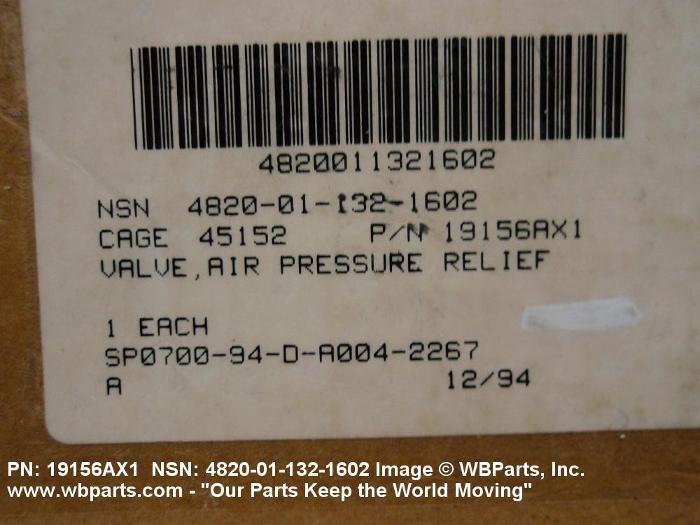 4820011321602
NSN 4820-01-132-1602
CAGE 45152 P/N 19156AX1
VALVE,AIR PRESSURE RELIEF
1 EACH
SP0700-94-D-A004-2267
A 12/94
PN: 19156AX1 NSN: 4820-01-132-1602 Image © WBParts, Inc.
www.wbparts.com - "Our Parts Keep the World Moving"